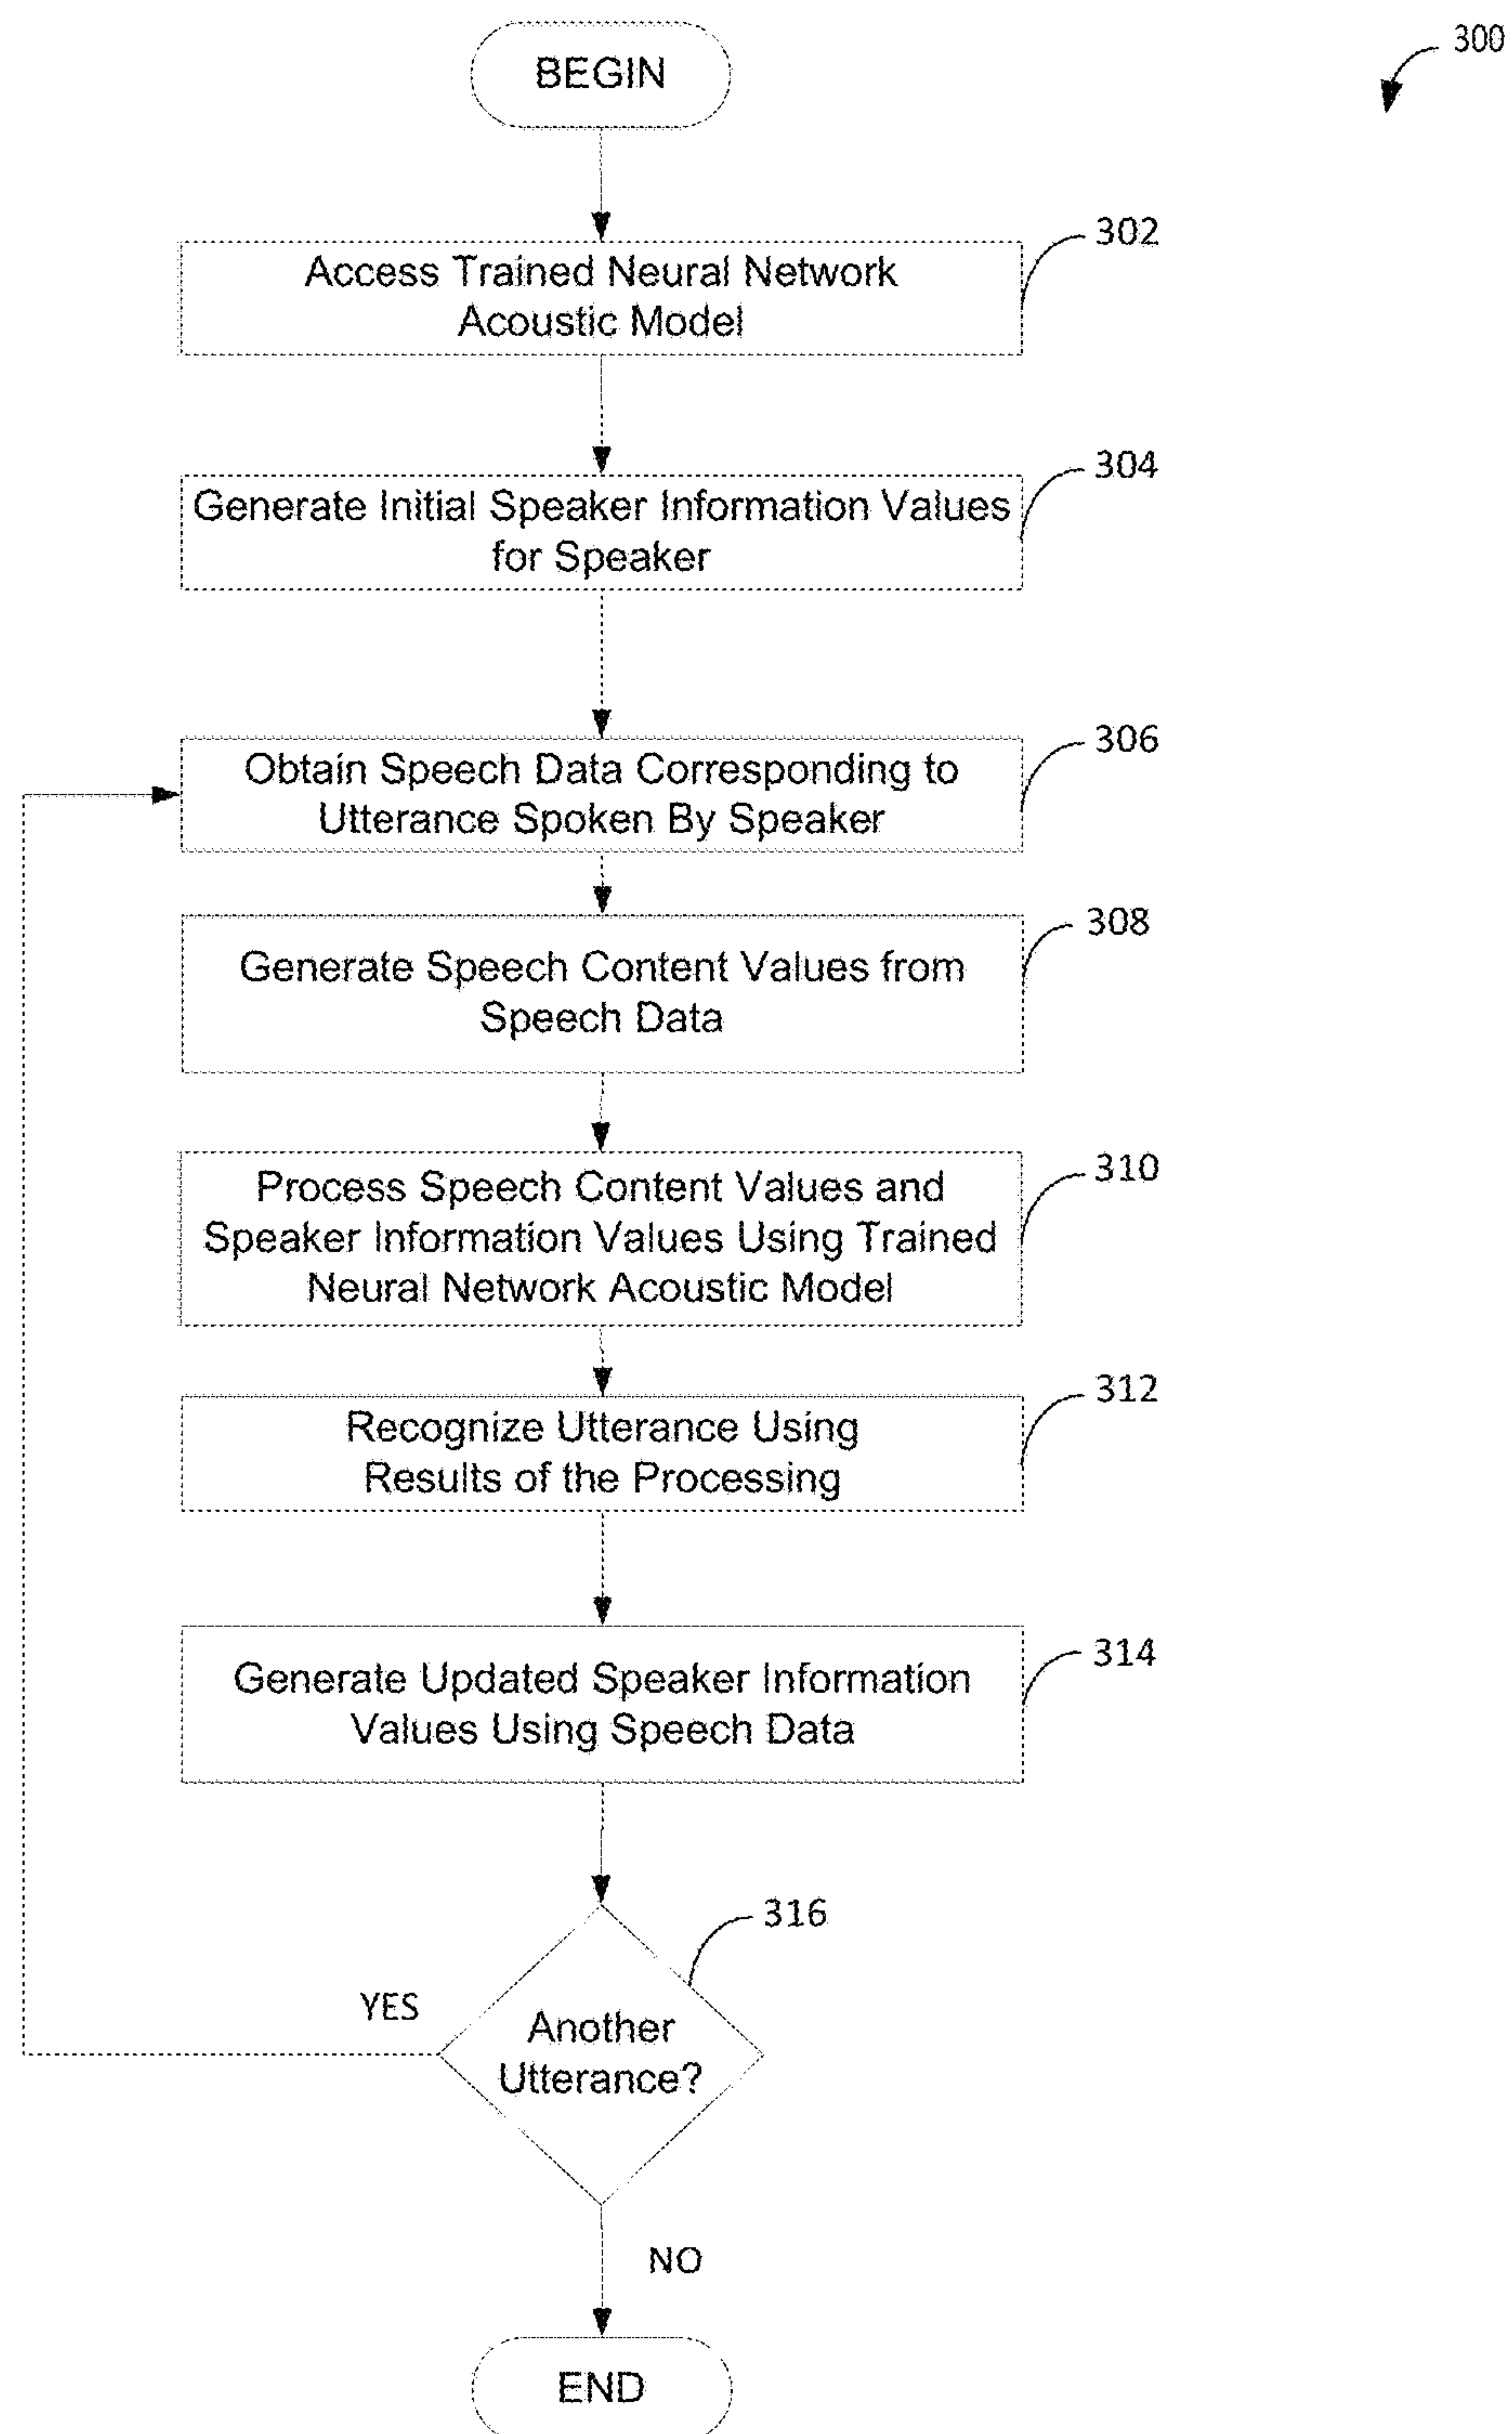 BEGIN
300
302
Access Trained Neural Network
Acoustic Model
304
Generate Initial Speaker Information Values
for Speaker
306
Obtain Speech Data Corresponding to
Utterance Spoken By Speaker
308
Generate Speech Content Values from
Speech Data
310
Process Speech Content Values and
Speaker Information Values Using Trained
Neural Network Acoustic Model
312
Recognize Utterance Using
Results of the Processing
314
Generate Updated Speaker Information
Values Using Speech Data
316
YES
Another
Utterance?
NO
END